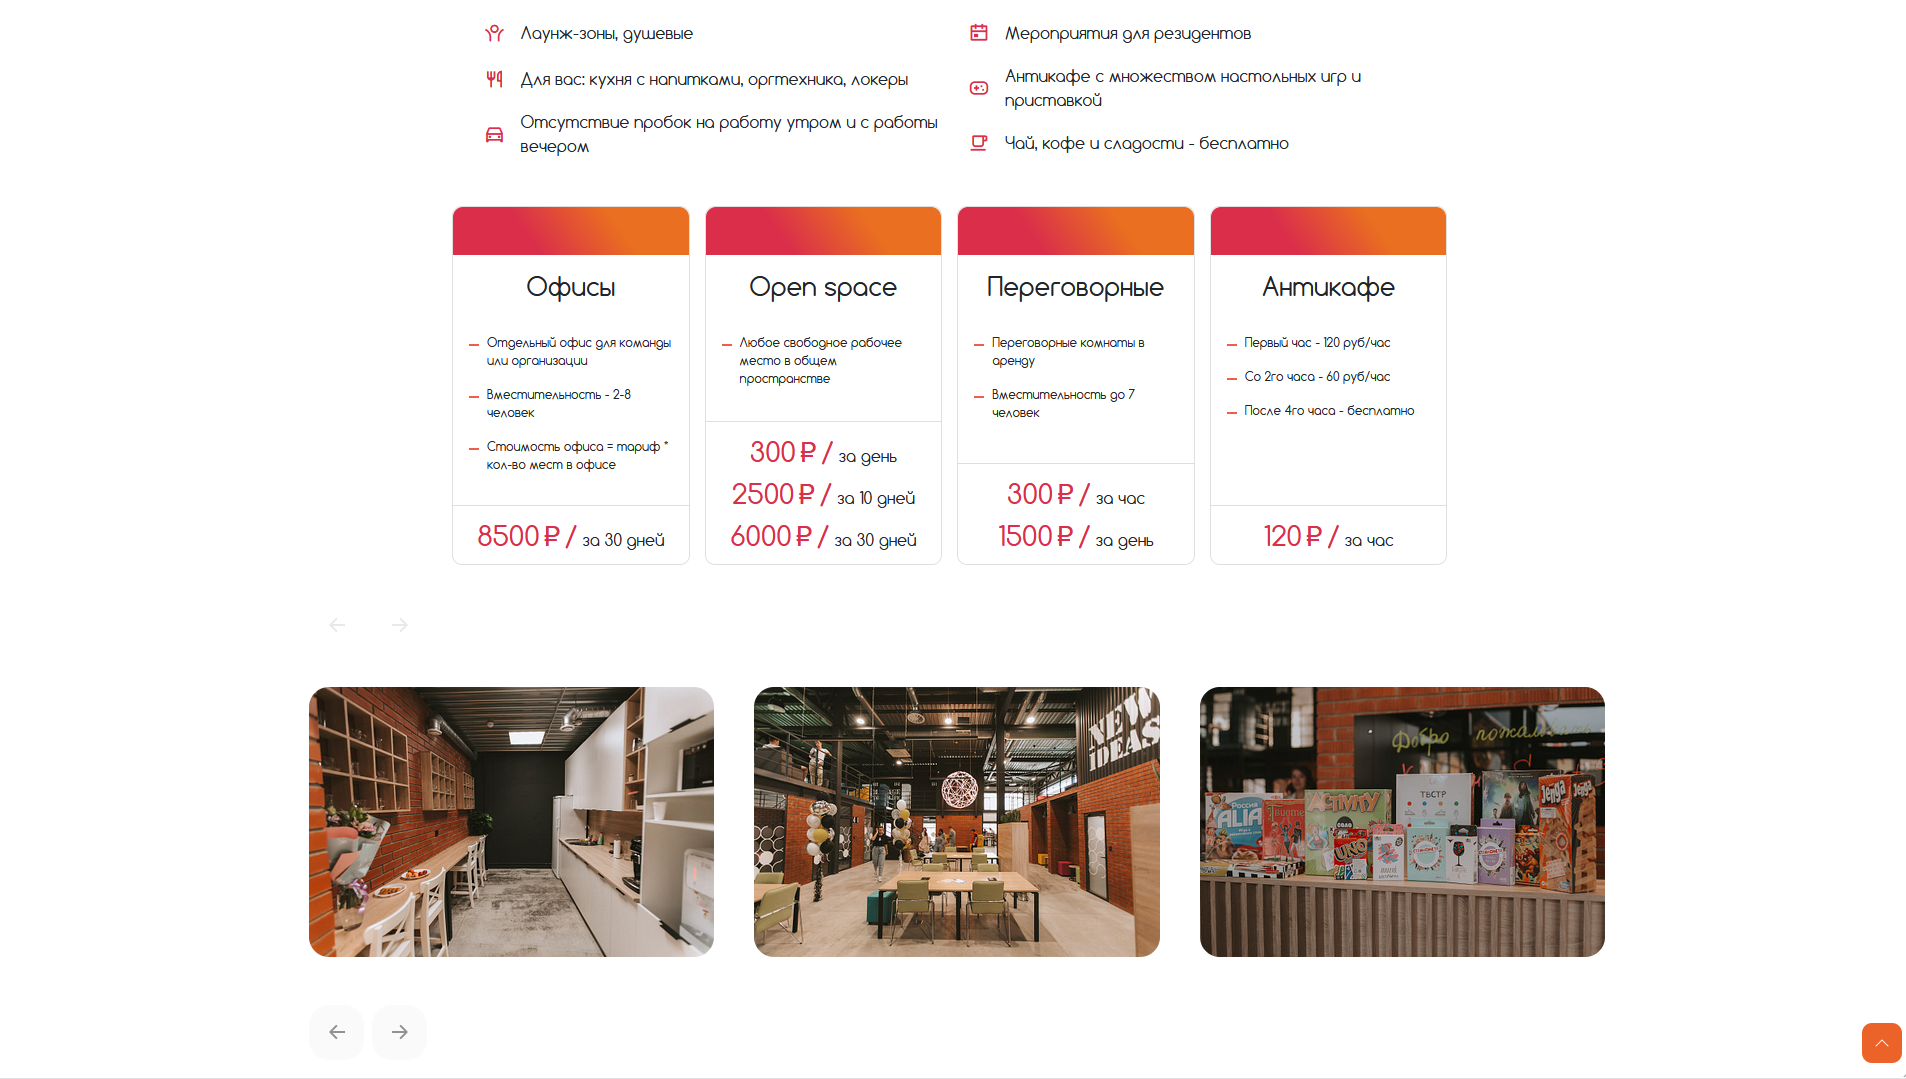 Лаунж-зоны, душевые
Для вас: кухня с напитками, оргтехника, локеры
Отсутствие пробок на работу утром и с работы
вечером
Мероприятия для резидентов
Антикафе с множеством настольных игр и
приставкой
Чай, кофе и сладости - бесплатно
Офисы
Отдельный офис для команды
или организации
Вместительность - 2-8
человек
Стоимость офиса = тариф *
кол-во мест в офисе
8500 ₽ / за 30 дней
Open space
Любое свободное рабочее
место в общем
пространстве
300 ₽ / за день
2500 ₽ / за 10 дней
6000 ₽ / за 30 дней
Переговорные
Переговорные комнаты в
аренду
Вместительность до 7
человек
300 ₽ / за час
1500 ₽ / за день
Антикафе
Первый час - 120 руб/час
Со 2го часа - 60 руб/час
После 4го часа - бесплатно
120 ₽ / за час
NEW
IDEAS
Добро
РОССИЯ
ALIA
ACTIVITY
UNO
ТВСТР
Jenga
Jenga